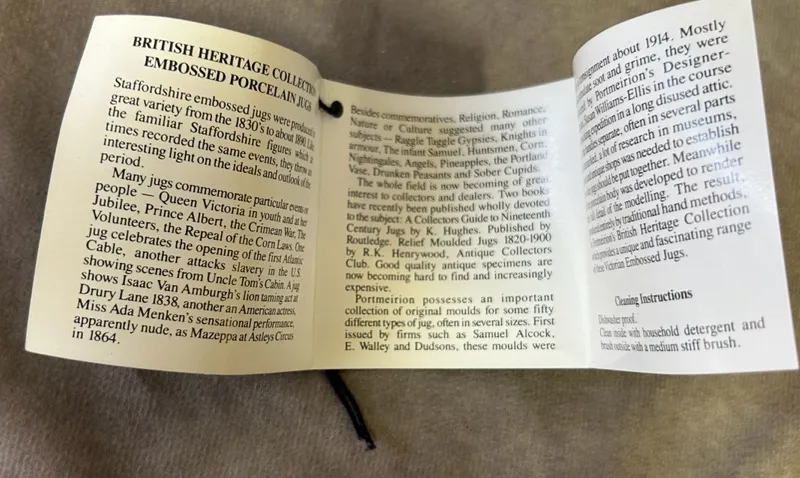 BRITISH HERITAGE COLLECTION
EMBOSSED PORCELAIN JUGS
Staffordshire embossed jugs were produced in
great variety from the 1830's to about 1890. Like
the familiar Staffordshire figures which at
times recorded the same events, they throw an
interesting light on the ideals and outlook of the
period.
Many jugs commemorate particular events or
people — Queen Victoria in youth and at her
Jubilee, Prince Albert, the Crimean War, The
Volunteers, the Repeal of the Corn Laws. One
jug celebrates the opening of the first Atlantic
Cable, another attacks slavery in the U.S.
showing scenes from Uncle Tom's Cabin. A jug
shows Isaac Van Amburgh's lion taming act at
Drury Lane 1838, another an American actress,
Miss Ada Menken's sensational performance,
apparently nude, as Mazeppa at Astleys Circus
in 1864.
Besides commemoratives, Religion, Romance,
Nature or Culture suggested many other
subjects — Raggle Taggle Gypsies, Knights in
armour, The infant Samuel, Huntsmen, Corn,
Nightingales, Angels, Pineapples, the Portland
Vase, Drunken Peasants and Sober Cupids.
The whole field is now becoming of great
interest to collectors and dealers. Two books
have recently been published wholly devoted
to the subject: A Collectors Guide to Nineteenth
Century Jugs by K. Hughes. Published by
Routledge. Relief Moulded Jugs 1820-1900
by R.K. Henrywood, Antique Collectors
Club. Good quality antique specimens are
now becoming hard to find and increasingly
expensive.
Portmeirion possesses an important
collection of original moulds for some fifty
different types of jug, often in several sizes. First
issued by firms such as Samuel Alcock,
E. Walley and Dudsons, these moulds were
consignment about 1914. Mostly
soot and grime, they were
by Portmeirion's Designer-
Susan Williams-Ellis in the course
expedition in a long disused attic.
separate, often in several parts
a lot of research in museums,
shops was needed to establish
should be put together. Meanwhile
body was developed to render
detail of the modelling. The result,
entirely by traditional hand methods,
Portmeirion's British Heritage Collection
provides a unique and fascinating range
of fine Victorian Embossed Jugs.
Cleaning Instructions
Dishwasher proof.
Clean inside with household detergent and
brush outside with a medium stiff brush.